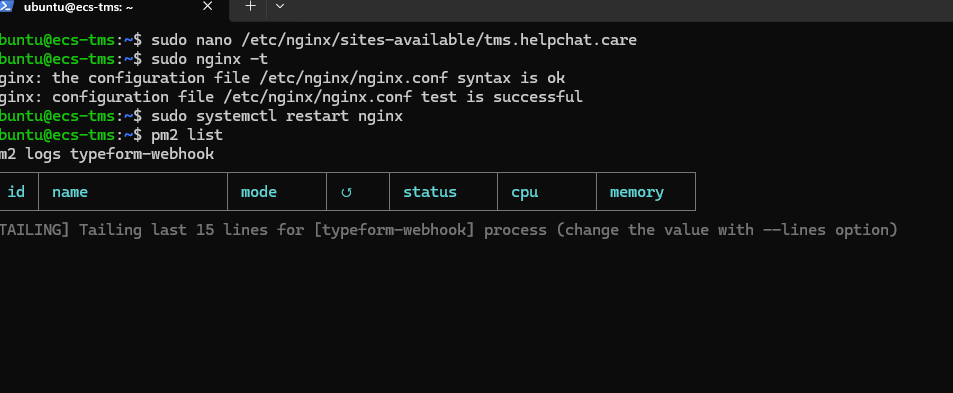 ubuntu@ecs-tms: ~
buntu@ecs-tms:~$ sudo nano /etc/nginx/sites-available/tms.helpchat.care
buntu@ecs-tms:~$ sudo nginx -t
ginx: the configuration file /etc/nginx/nginx.conf syntax is ok
ginx: configuration file /etc/nginx/nginx.conf test is successful
buntu@ecs-tms:~$ sudo systemctl restart nginx
buntu@ecs-tms:~$ pm2 list
m2 logs typeform-webhook
id name mode ↺ status cpu memory
TAILING] Tailing last 15 lines for [typeform-webhook] process (change the value with --lines option)